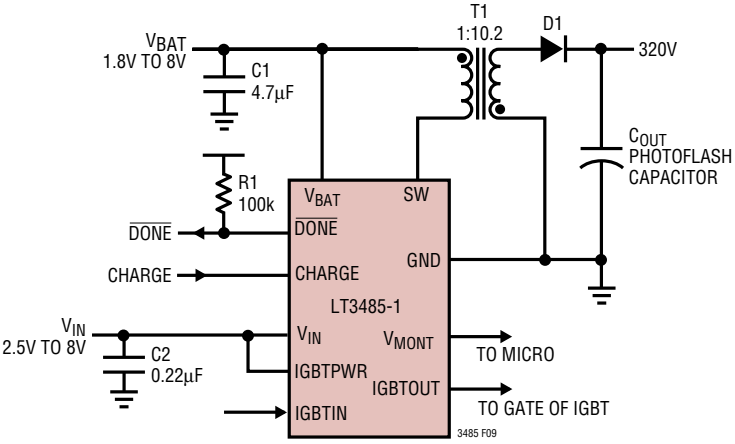 T1
1:10.2
D1
320V
VBAT
1.8V TO 8V
C1
4.7µF
COUT
PHOTOFLASH
CAPACITOR
R1
100k
VBAT
SW
DONE
DONE
GND
CHARGE
CHARGE
LT3485-1
VIN
2.5V TO 8V
VIN
VMONT
TO MICRO
C2
0.22µF
IGBTPWR
IGBTOUT
TO GATE OF IGBT
IGBTIN
3485 F09